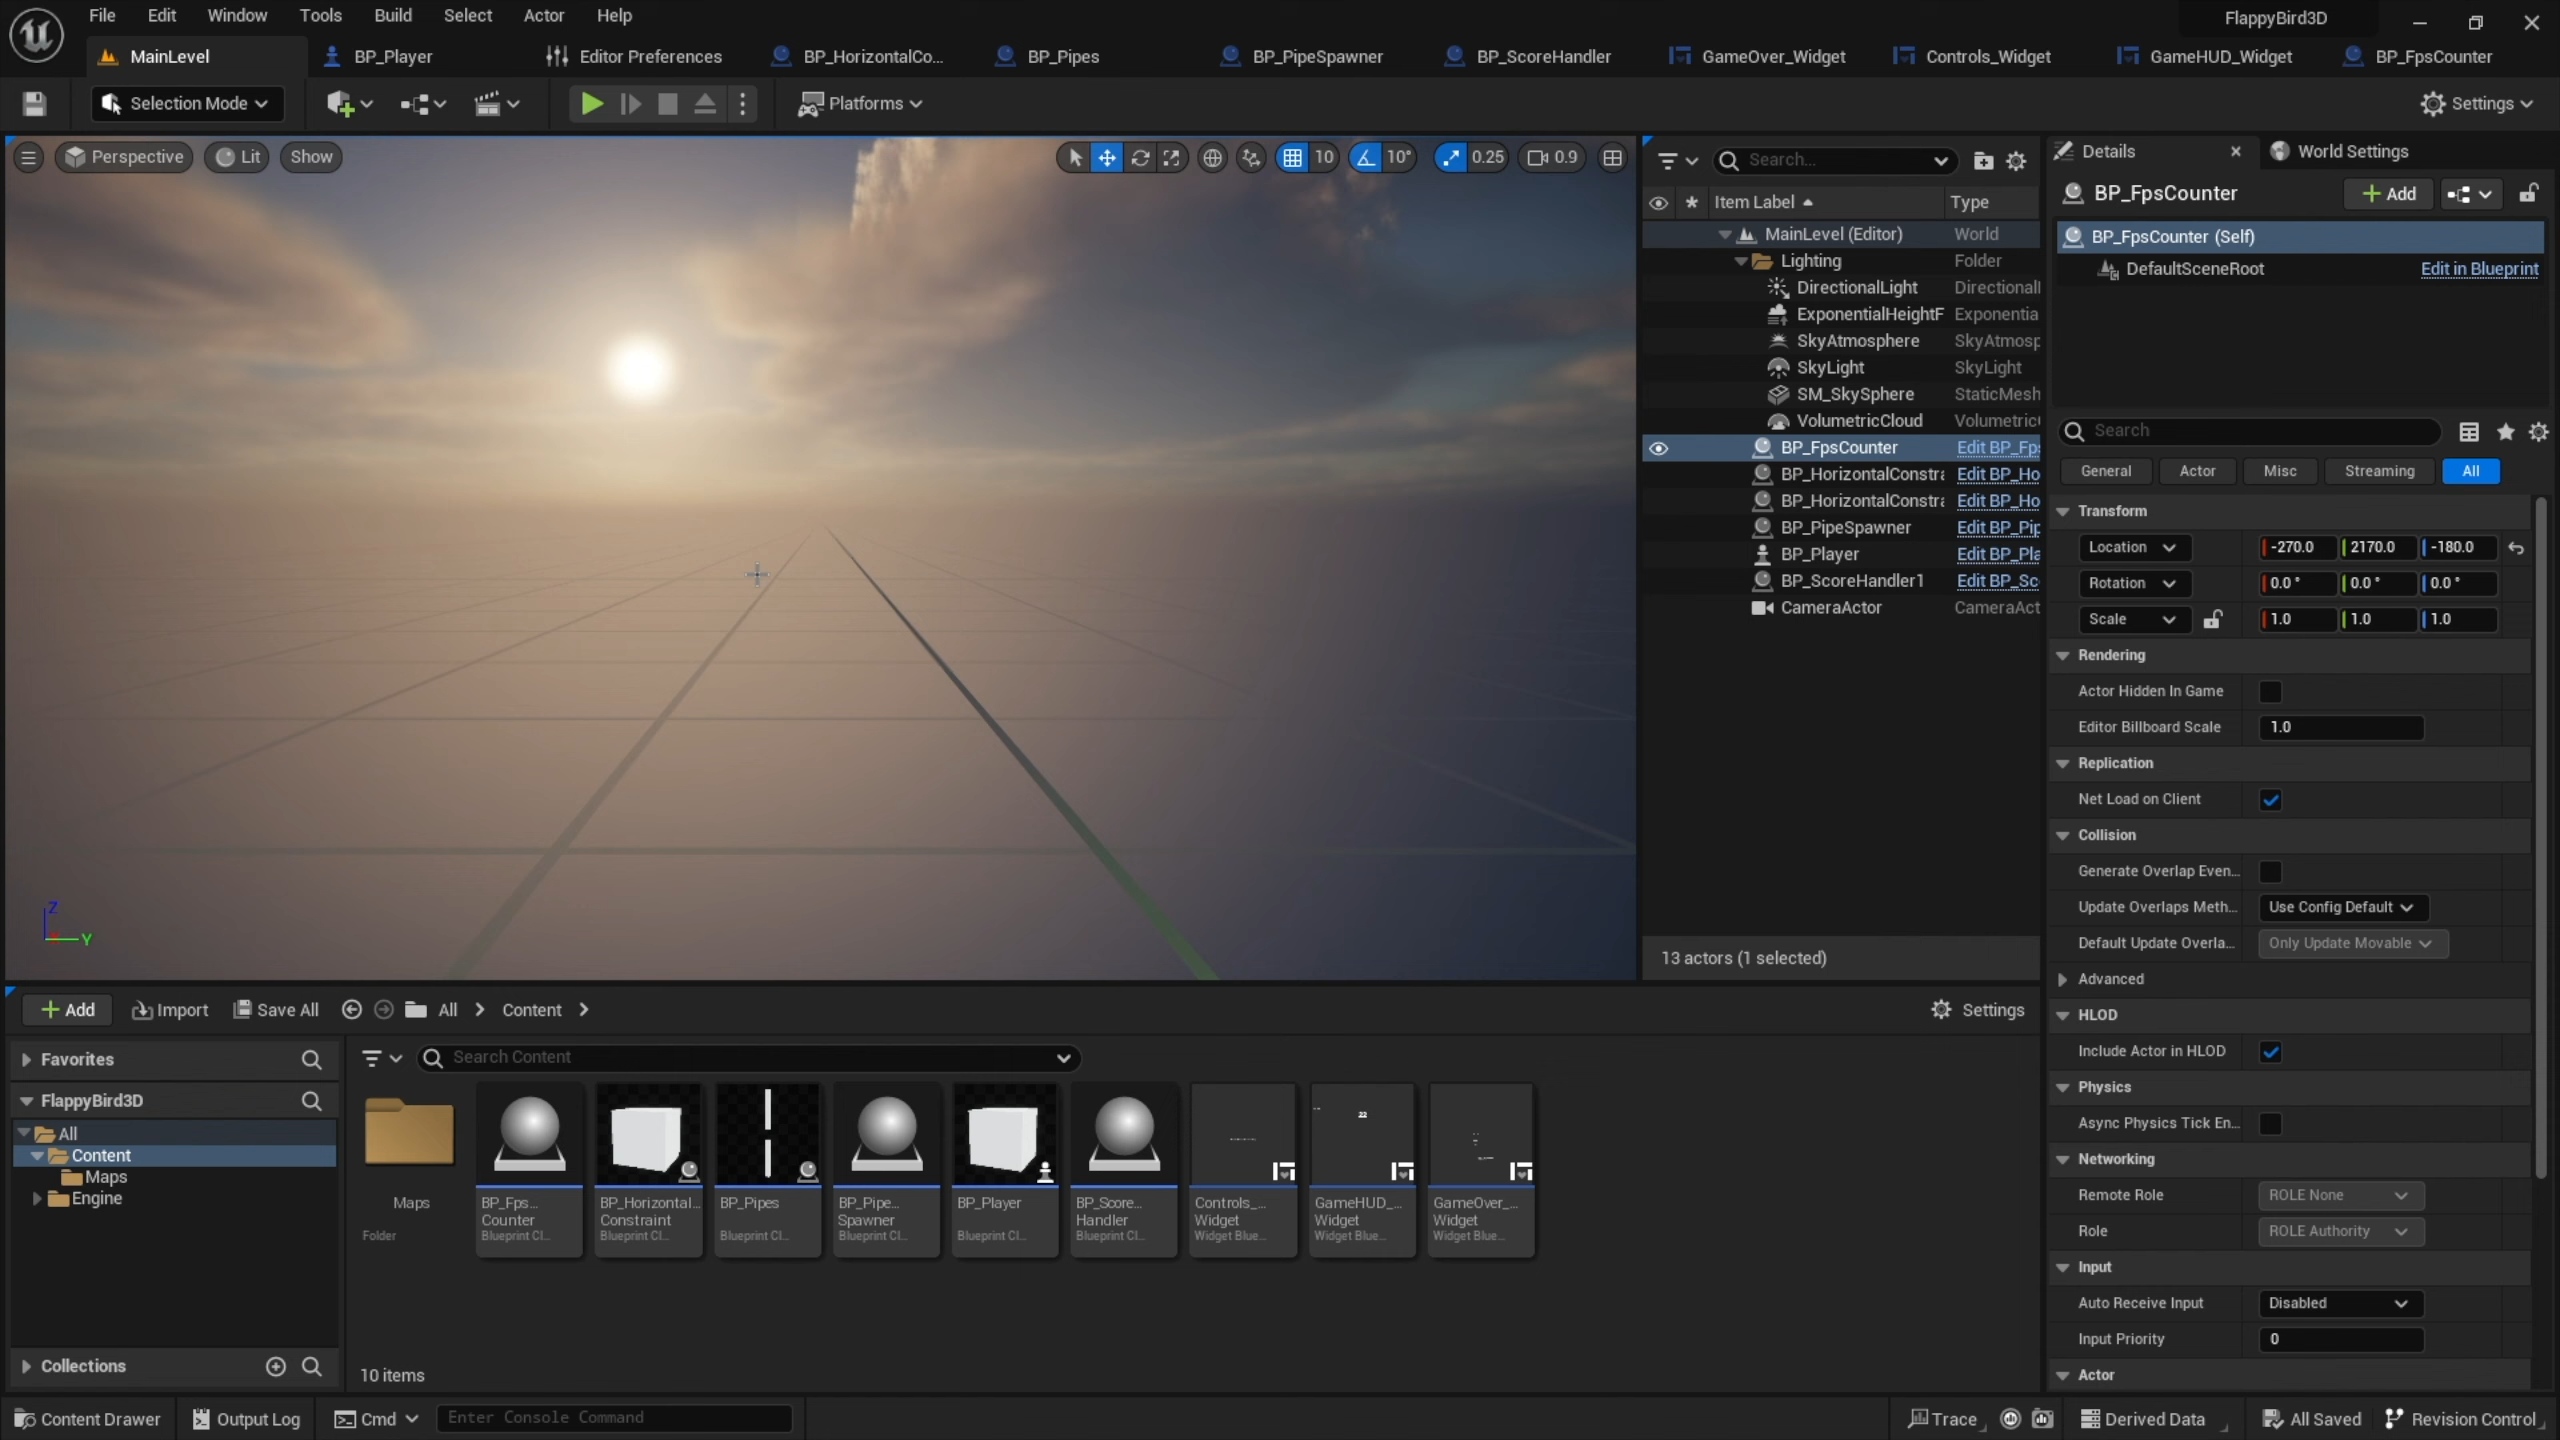 File Edit Window Tools Build Select Actor Help
FlappyBird3D
MainLevel BP_Player Editor Preferences BP_HorizontalCo... BP_Pipes BP_PipeSpawner BP_ScoreHandler GameOver_Widget Controls_Widget GameHUD_Widget BP_FpsCounter
Selection Mode Platforms Settings
Perspective Lit Show 10 10° 0.25 0.9
Z
Y
Search...
Item Label Type
MainLevel (Editor) World
Lighting Folder
DirectionalLight Directionall
ExponentialHeightF Exponentia
SkyAtmosphere SkyAtmosp
SkyLight SkyLight
SM_SkySphere StaticMesh
VolumetricCloud Volumetric
BP_FpsCounter Edit BP_Fp
BP_HorizontalConstra Edit BP_Ho
BP_HorizontalConstra Edit BP_Ho
BP_PipeSpawner Edit BP_Pip
BP_Player Edit BP_Pla
BP_ScoreHandler1 Edit BP_Sc
CameraActor CameraAct
13 actors (1 selected)
Details World Settings
BP_FpsCounter Add
BP_FpsCounter (Self)
DefaultSceneRoot Edit in Blueprint
Search
General Actor Misc Streaming All
Transform
Location -270.0 2170.0 -180.0
Rotation 0.0° 0.0° 0.0°
Scale 1.0 1.0 1.0
Rendering
Actor Hidden In Game
Editor Billboard Scale 1.0
Replication
Net Load on Client
Collision
Generate Overlap Even...
Update Overlaps Meth... Use Config Default
Default Update Overla... Only Update Movable
Advanced
HLOD
Include Actor in HLOD
Physics
Async Physics Tick En...
Networking
Remote Role ROLE None
Role ROLE Authority
Input
Auto Receive Input Disabled
Input Priority 0
Actor
Add Import Save All All Content Settings
Favorites
FlappyBird3D
All
Content
Maps
Engine
Collections
Search Content
Maps
Folder
BP_Fps...
Counter
Blueprint Cl...
BP_Horizontal...
Constraint
Blueprint Cl...
BP_Pipes
Blueprint Cl...
BP_Pipe...
Spawner
Blueprint Cl...
BP_Player
Blueprint Cl...
BP_Score...
Handler
Blueprint Cl...
Controls_...
Widget
Widget Blue...
22
GameHUD_...
Widget
Widget Blue...
GameOver_...
Widget
Widget Blue...
10 items
Content Drawer Output Log Cmd Enter Console Command Trace Derived Data All Saved Revision Control